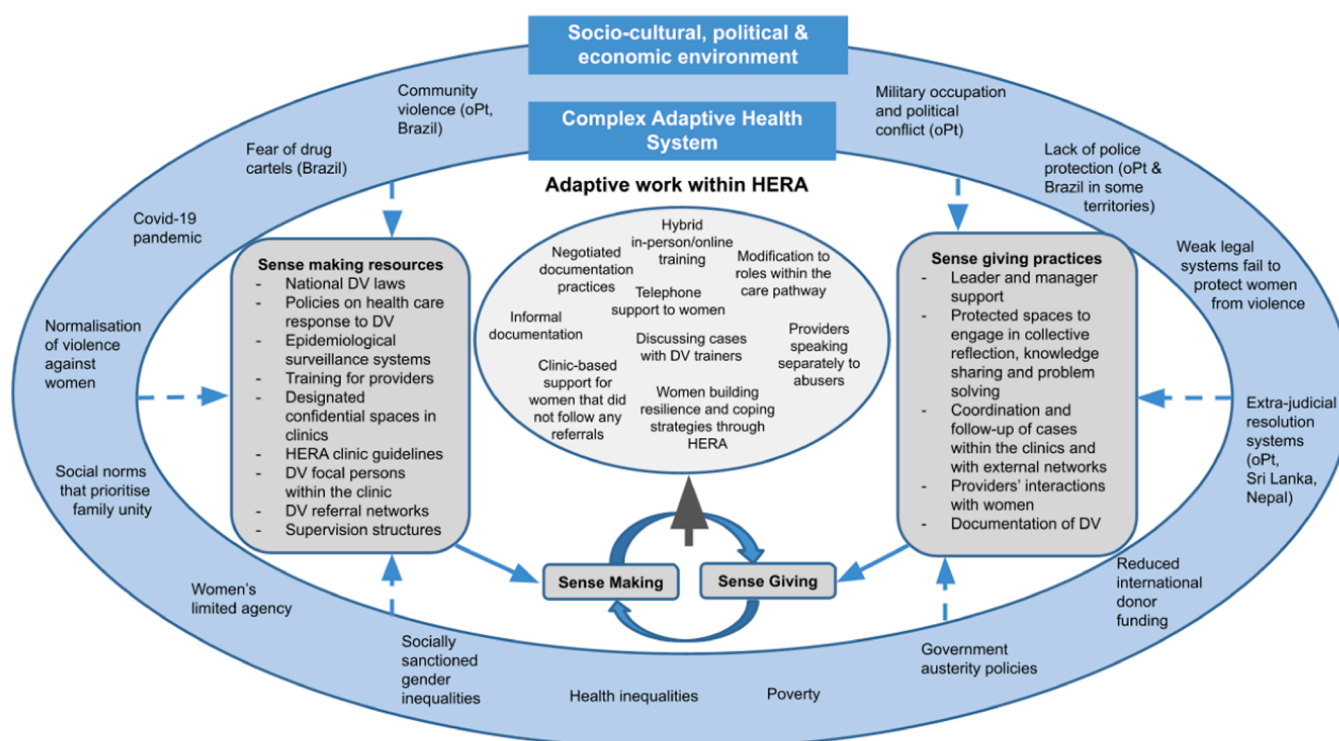 Socio-cultural, political &
economic environment
Complex Adaptive Health
System
Community
violence (oPt,
Brazil)
Fear of drug
cartels (Brazil)
Covid-19
pandemic
Normalisation
of violence
against
women
Social norms
that prioritise
family unity
Women's
limited agency
Socially
sanctioned
gender
inequalities
Health inequalities
Poverty
Government
austerity policies
Reduced
international
donor
funding
Extra-judicial
resolution
systems
(oPt,
Sri Lanka,
Nepal)
Weak legal
systems fail to
protect women
from violence
Lack of police
protection (oPt &
Brazil in some
territories)
Military occupation
and political
conflict (oPt)
Adaptive work within HERA
Hybrid
in-person/online
training
Negotiated
documentation
practices
Modification to
roles within the
care pathway
Telephone
support to women
Informal
documentation
Discussing cases
with DV trainers
Providers
speaking
separately to
abusers
Clinic-based
support for
women that did
not follow any
referrals
Women building
resilience and coping
strategies through
HERA
Sense making resources
- National DV laws
- Policies on health care
response to DV
- Epidemiological
surveillance systems
- Training for providers
- Designated
confidential spaces in
clinics
- HERA clinic guidelines
- DV focal persons
within the clinic
- DV referral networks
- Supervision structures
Sense giving practices
- Leader and manager
support
- Protected spaces to
engage in collective
reflection, knowledge
sharing and problem
solving
- Coordination and
follow-up of cases
within the clinics and
with external networks
- Providers' interactions
with women
- Documentation of DV
Sense Making
Sense Giving